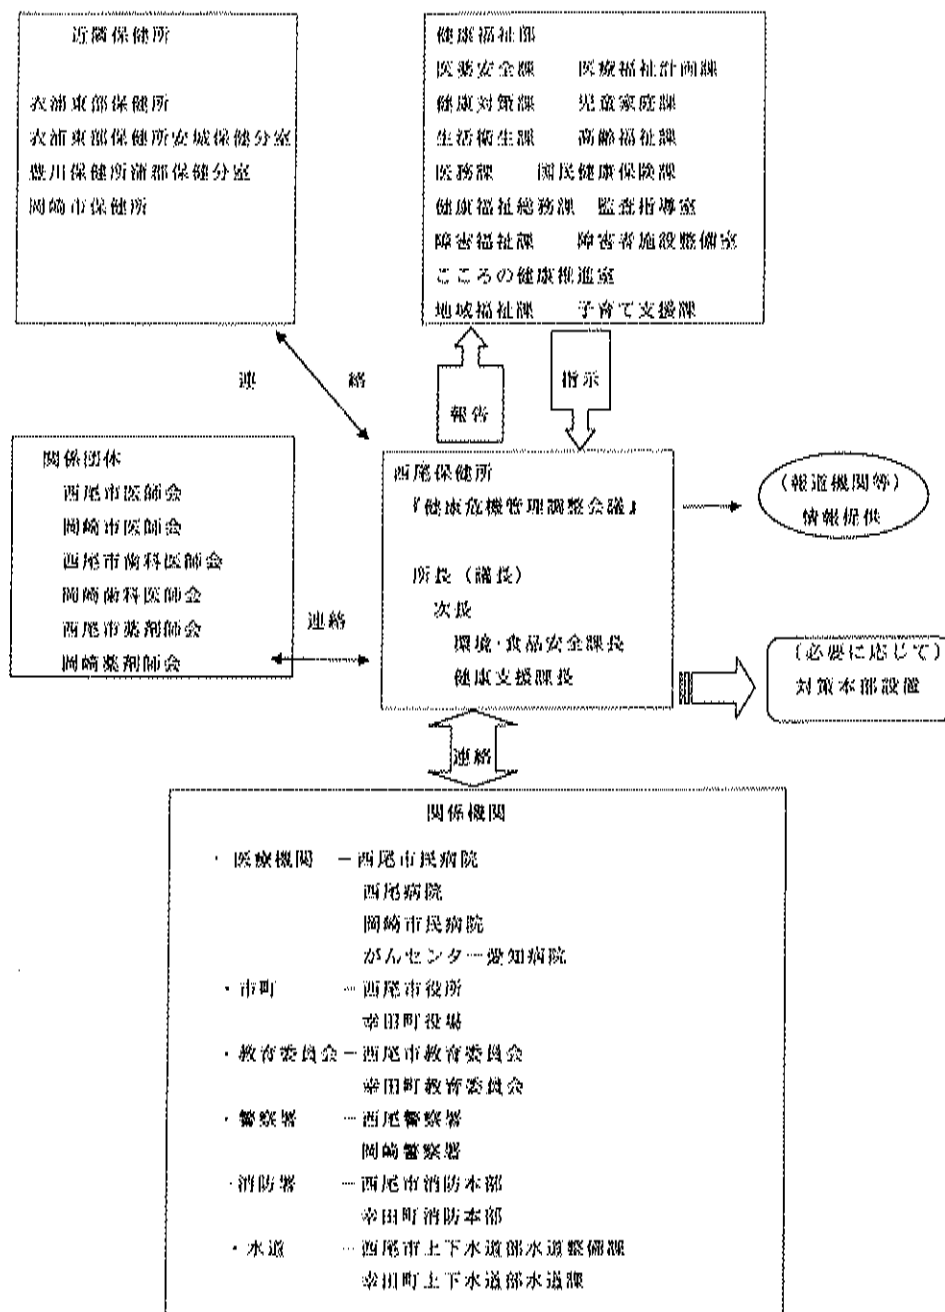 近隣保健所
衣浦東部保健所
衣浦東部保健所安城保健分室
豊川保健所蒲郡保健分室
岡崎市保健所
健康福祉部
医薬安全課 医療福祉計画課
健康対策課 児童家庭課
生活衛生課 高齢福祉課
医務課 国民健康保険課
健康福祉総務課 監査指導室
障害福祉課 障害者施設整備室
こころの健康推進室
地域福祉課 子育て支援課
連 絡
報告
指示
関係団体
西尾市医師会
岡崎市医師会
西尾市歯科医師会
岡崎歯科医師会
西尾市薬剤師会
岡崎薬剤師会
連絡
西尾保健所
『健康危機管理調整会議』
所長（議長）
次長
環境・食品安全課長
健康支援課長
（報道機関等）
情報提供
（必要に応じて）
対策本部設置
連絡
関係機関
・医療機関 －西尾市民病院
西尾病院
岡崎市民病院
がんセンター愛知病院
・市町 －西尾市役所
幸田町役場
・教育委員会－西尾市教育委員会
幸田町教育委員会
・警察署 －西尾警察署
岡崎警察署
・消防署 －西尾市消防本部
幸田町消防本部
・水道 －西尾市上下水道部水道整備課
幸田町上下水道部水道課